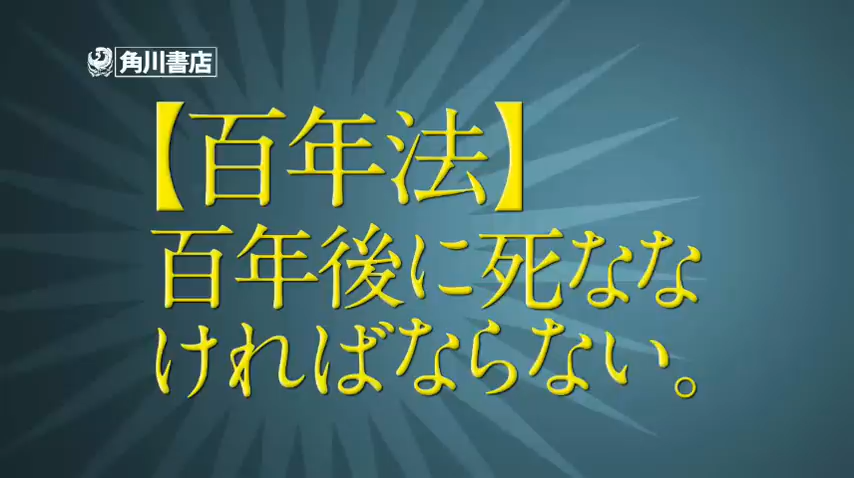 角川書店
【百年法】
百年後に死なな
ければならない。